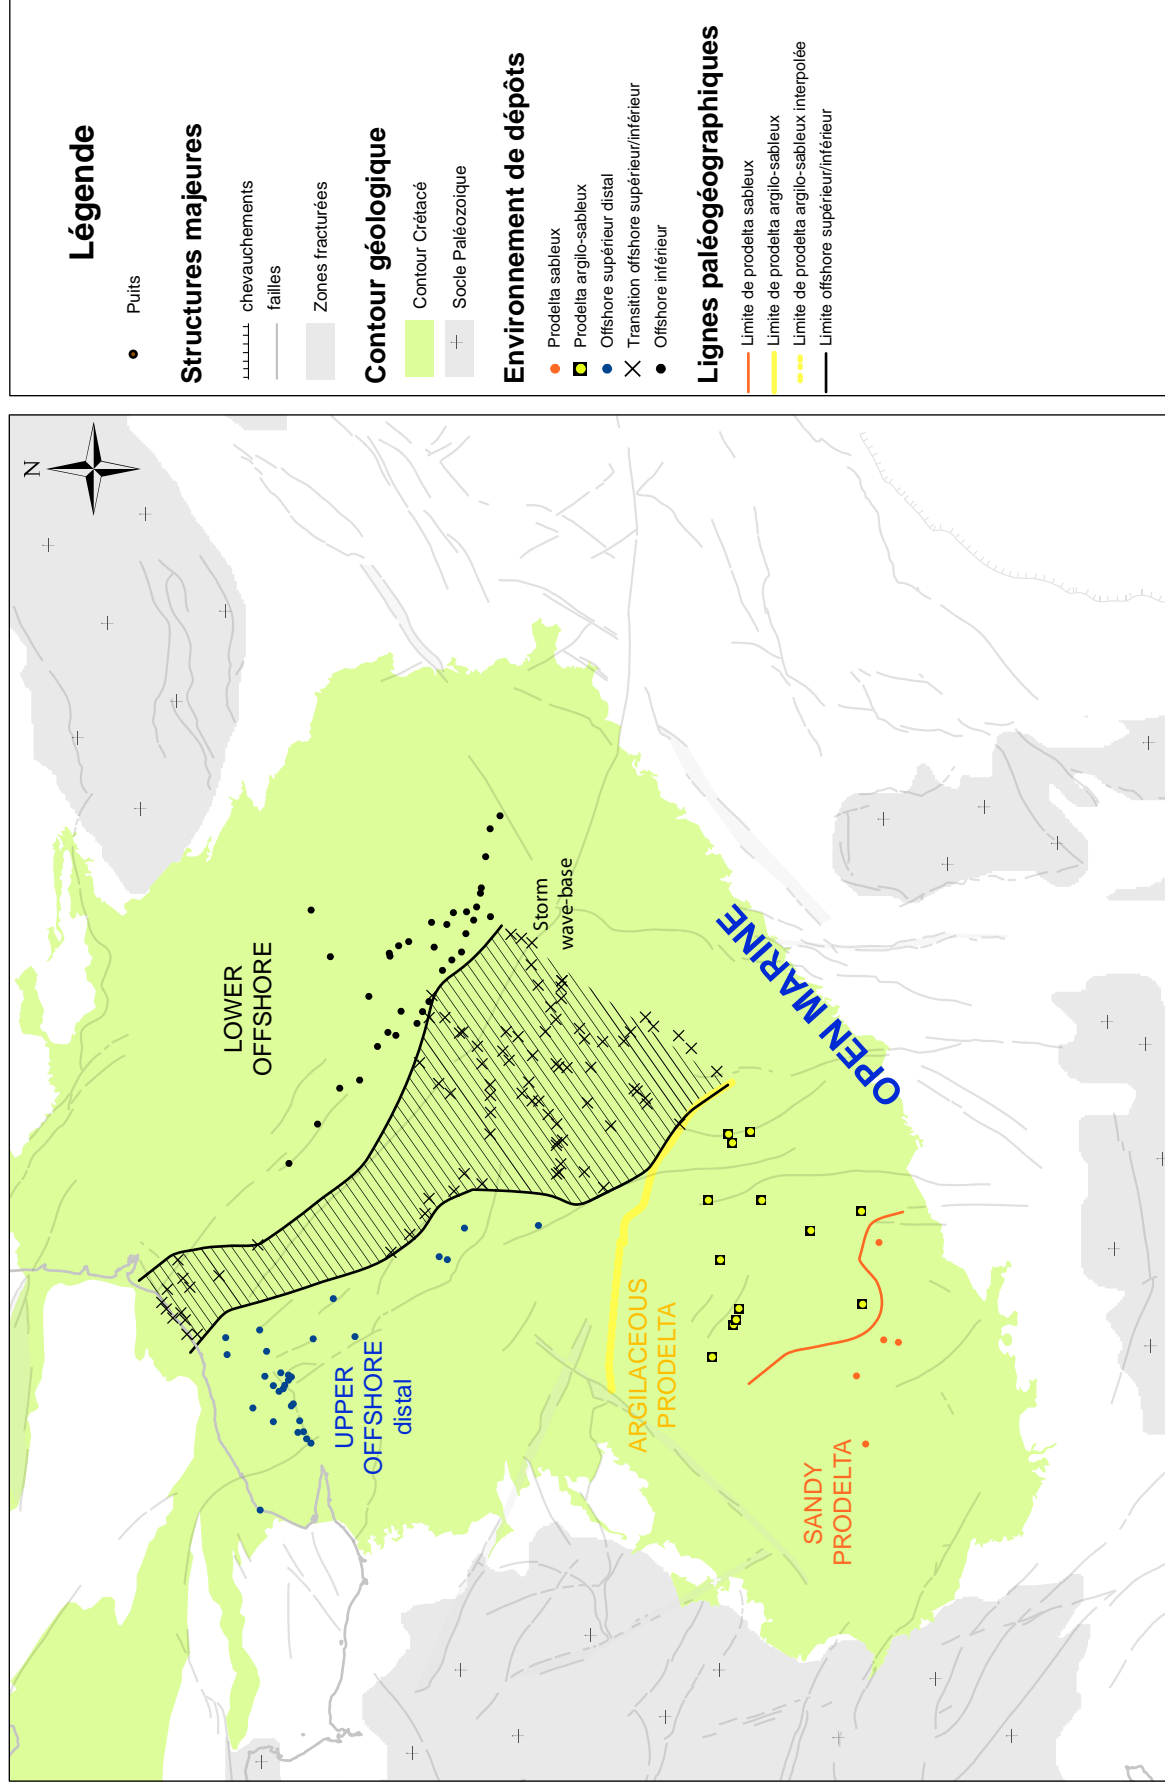 Légende
Puits
Structures majeures
chevauchements
failles
Zones fracturées
Contour géologique
Contour Crétacé
Socle Paléozoique
Environnement de dépôts
Prodelta sableux
Prodelta argilo-sableux
Offshore supérieur distal
Transition offshore supérieur/inférieur
Offshore inférieur
Lignes paléogéographiques
Limite de prodelta sableux
Limite de prodelta argilo-sableux
Limite de prodelta argilo-sableux interpolée
Limite offshore supérieur/inférieur
N
LOWER
OFFSHORE
Storm
wave-base
OPEN MARINE
UPPER
OFFSHORE
distal
ARGILACEOUS
PRODELTA
SANDY
PRODELTA